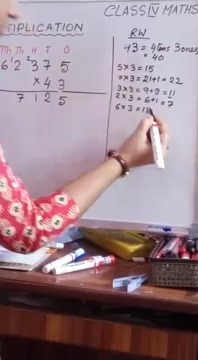 CLASS IV MATHS
TIPLICATION
RW
Th Th H T O
6 2 3 7 5
× 4 3
7 1 2 5
43 = 4 tens 3 ones
= 40
5 × 3 = 15
7 × 3 = 21 + 1 = 22
3 × 3 = 9 + 2 = 11
2 × 3 = 6 + 1 = 7
6 × 3 = 18